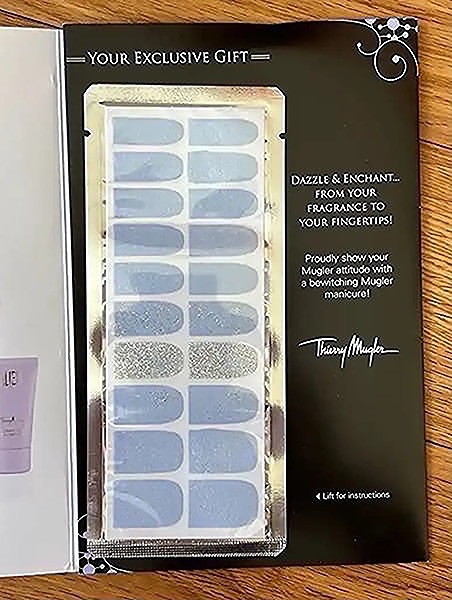 YOUR EXCLUSIVE GIFT
DAZZLE & ENCHANT...
FROM YOUR
FRAGRANCE TO
YOUR FINGERTIPS!
Proudly show your
Mugler attitude with
a bewitching Mugler
manicure!
Thierry Mugler
Lift for instructions